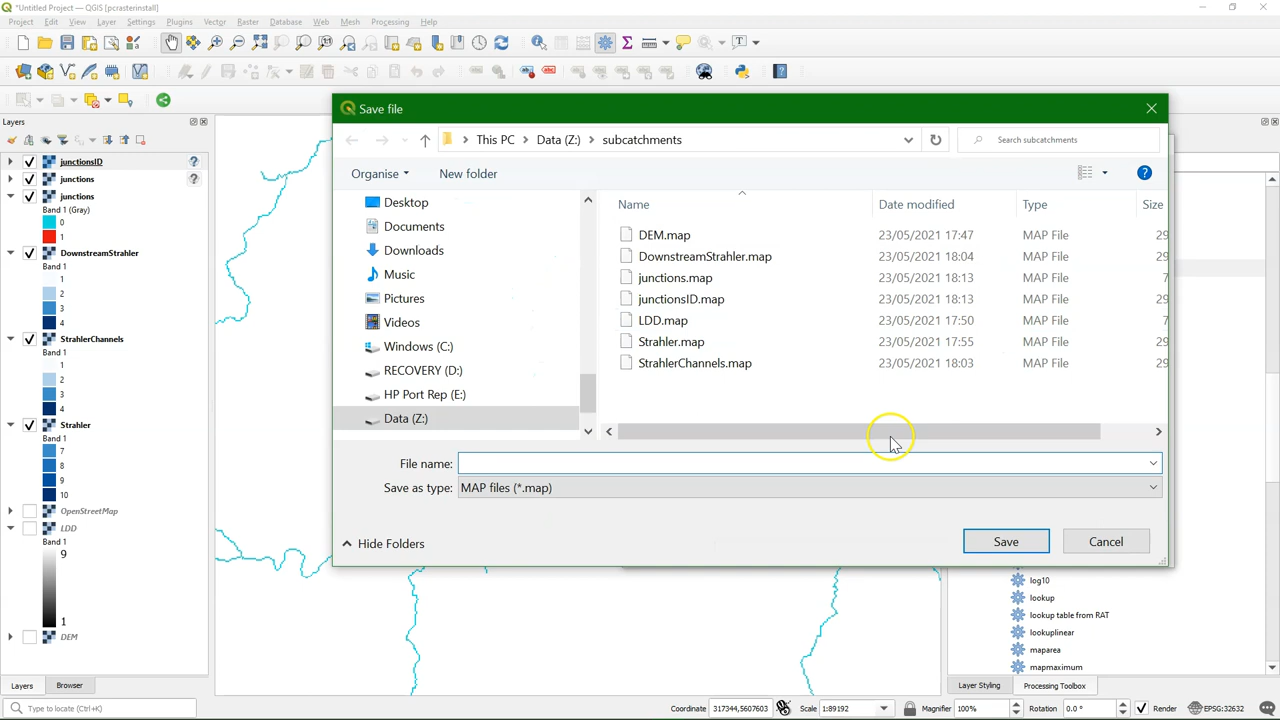 *Untitled Project — QGIS [pcrasterinstall]
Project Edit View Layer Settings Plugins Vector Raster Database Web Mesh Processing Help
Layers
junctionsID
junctions
junctions
Band 1 (Gray)
0
1
DownstreamStrahler
Band 1
1
2
3
4
StrahlerChannels
Band 1
1
2
3
4
Strahler
Band 1
7
8
9
10
OpenStreetMap
LDD
Band 1
9
1
DEM
Layers Browser
Save file
This PC Data (Z:) subcatchments
Search subcatchments
Organise New folder
Desktop
Documents
Downloads
Music
Pictures
Videos
Windows (C:)
RECOVERY (D:)
HP Port Rep (E:)
Data (Z:)
Name Date modified Type Size
DEM.map 23/05/2021 17:47 MAP File 29
DownstreamStrahler.map 23/05/2021 18:04 MAP File 29
junctions.map 23/05/2021 18:13 MAP File 7
junctionsID.map 23/05/2021 18:13 MAP File 29
LDD.map 23/05/2021 17:50 MAP File 7
Strahler.map 23/05/2021 17:55 MAP File 29
StrahlerChannels.map 23/05/2021 18:03 MAP File 29
File name:
Save as type: MAP files (*.map)
Hide Folders
Save Cancel
log10
lookup
lookup table from RAT
lookuplinear
maparea
mapmaximum
Layer Styling Processing Toolbox
Type to locate (Ctrl+K)
Coordinate 317344,5607603 Scale 1:89192 Magnifier 100% Rotation 0.0 ° Render EPSG:32632